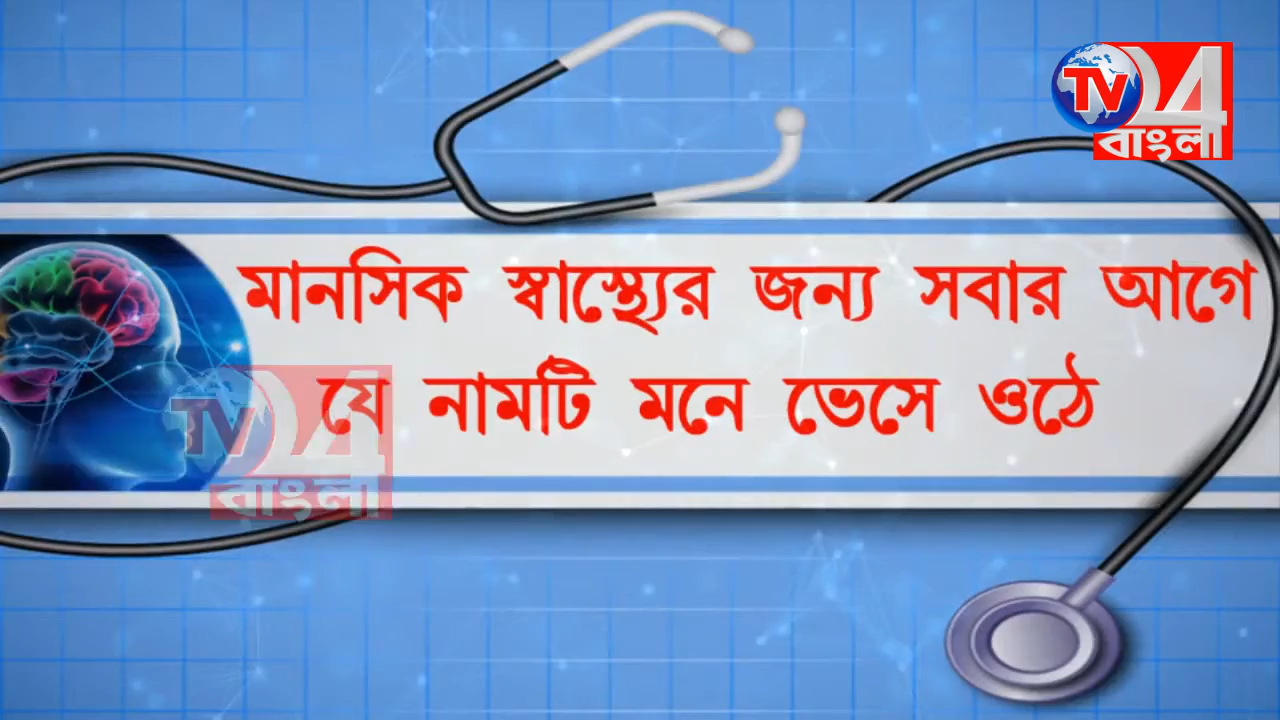 TV 24
বাংলা
মানসিক স্বাস্থ্যের জন্য সবার আগে
যে নামটি মনে ভেসে ওঠে
TV 24
বাংলা